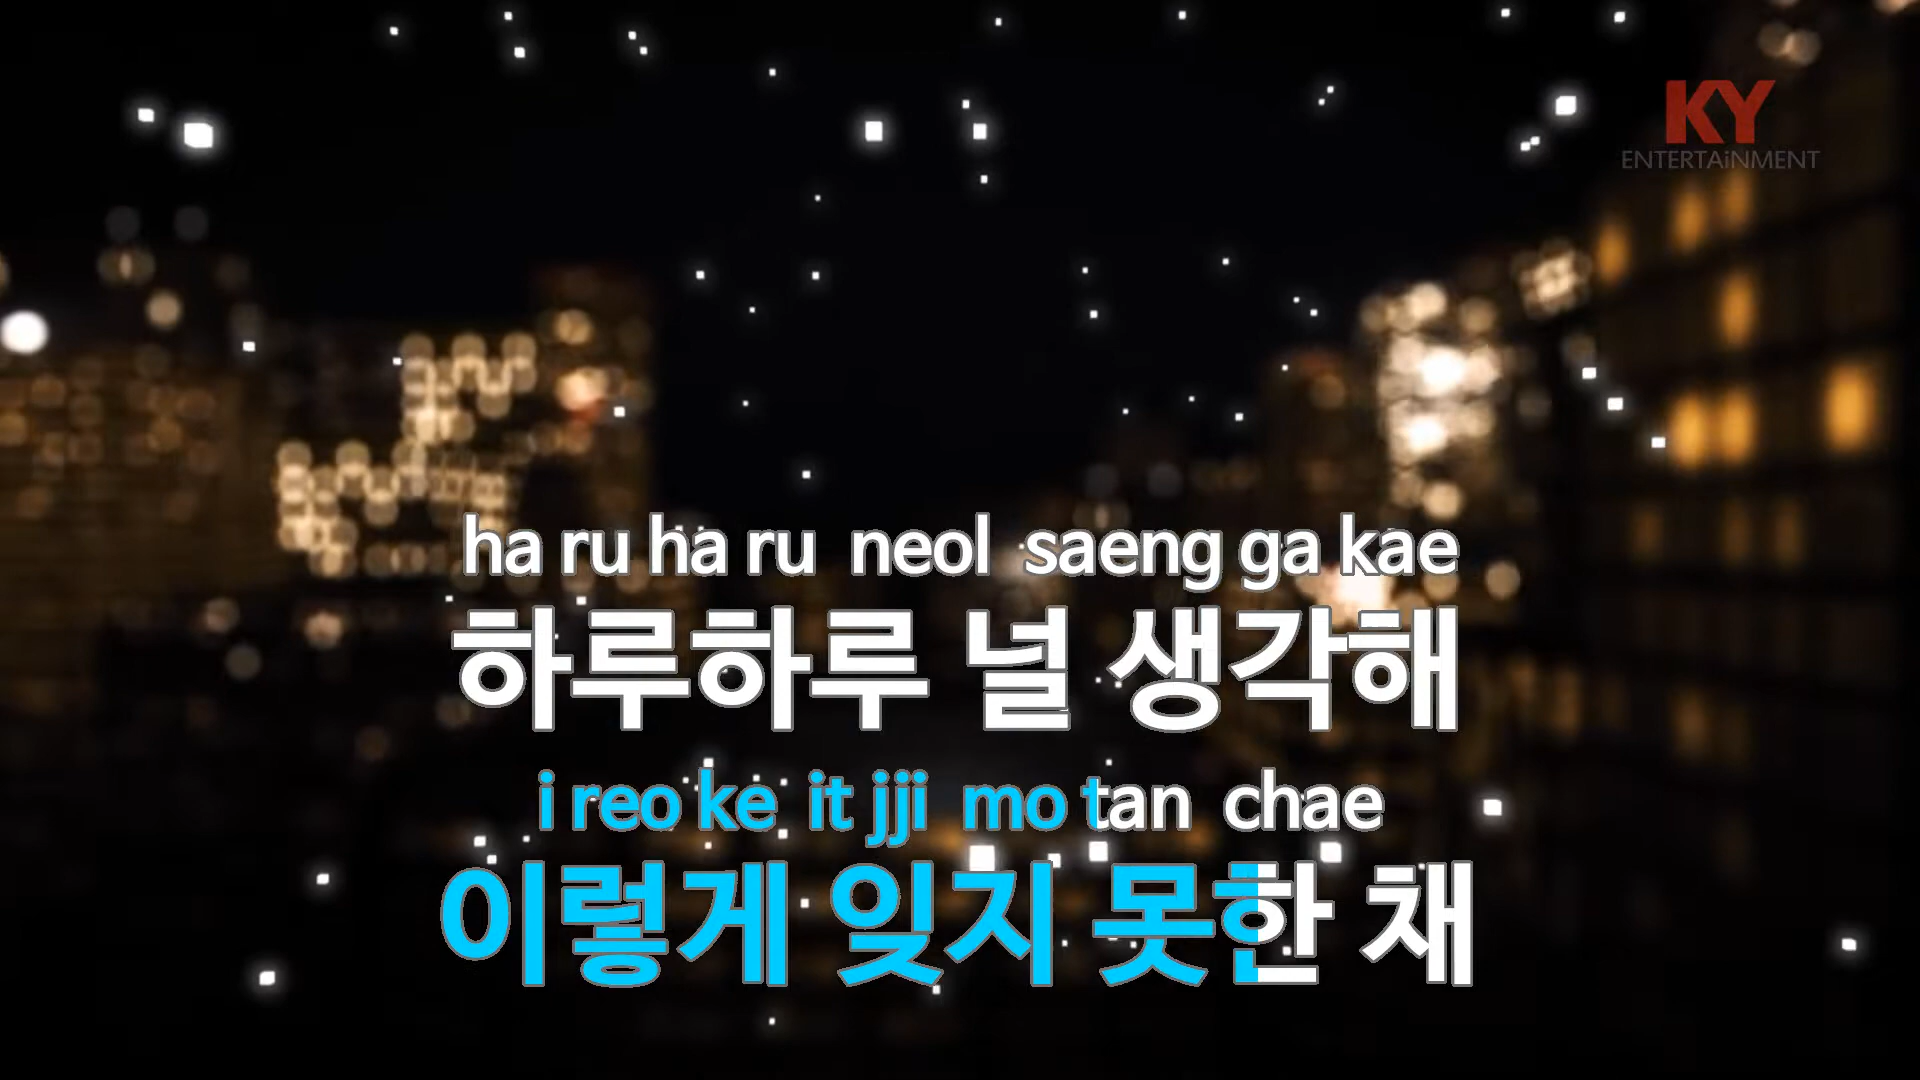 KY
ENTERTAiNMENT
ha ru ha ru neol saeng ga kae
하루하루 널 생각해
i reo ke it jji mo tan chae
이렇게 잊지 못한 채